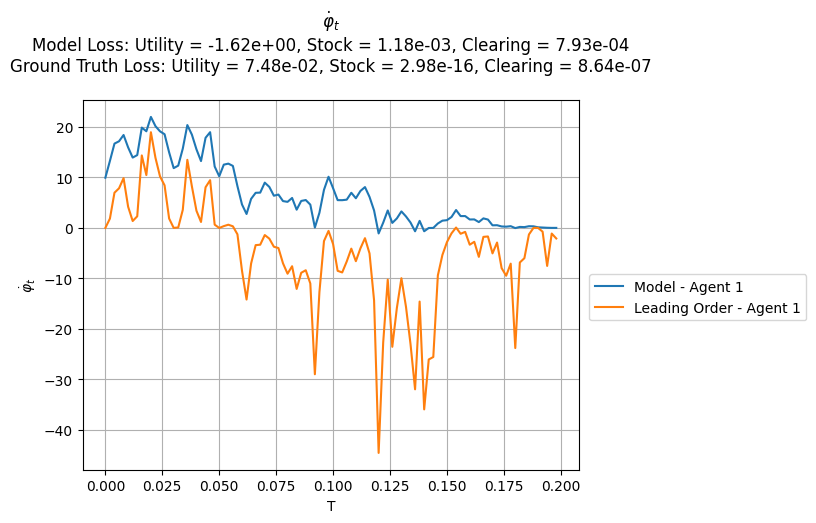 φ̇ₜ
Model Loss: Utility = -1.62e+00, Stock = 1.18e-03, Clearing = 7.93e-04
Ground Truth Loss: Utility = 7.48e-02, Stock = 2.98e-16, Clearing = 8.64e-07
20
10
0
−10
−20
−30
−40
φ̇ₜ
0.000 0.025 0.050 0.075 0.100 0.125 0.150 0.175 0.200
T
Model - Agent 1
Leading Order - Agent 1